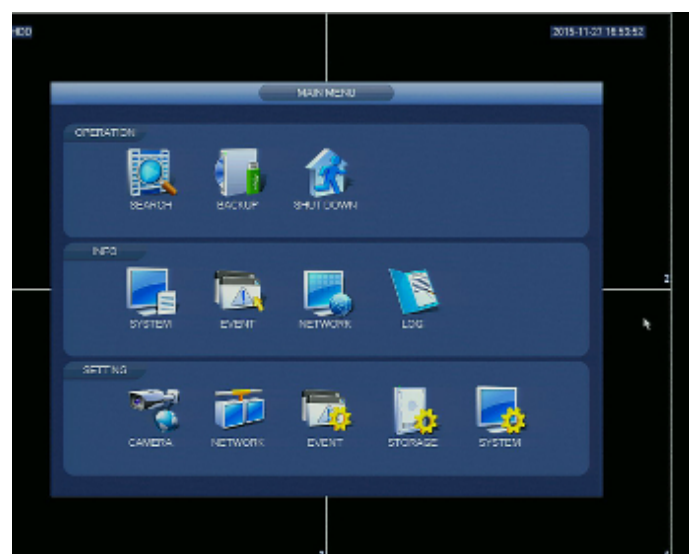 HDD
2015-11-27 16:53:52
MAIN MENU
OPERATION
SEARCH
BACKUP
SHUTDOWN
INFO
SYSTEM
EVENT
NETWORK
LOG
2
SETTING
CAMERA
NETWORK
EVENT
STORAGE
SYSTEM